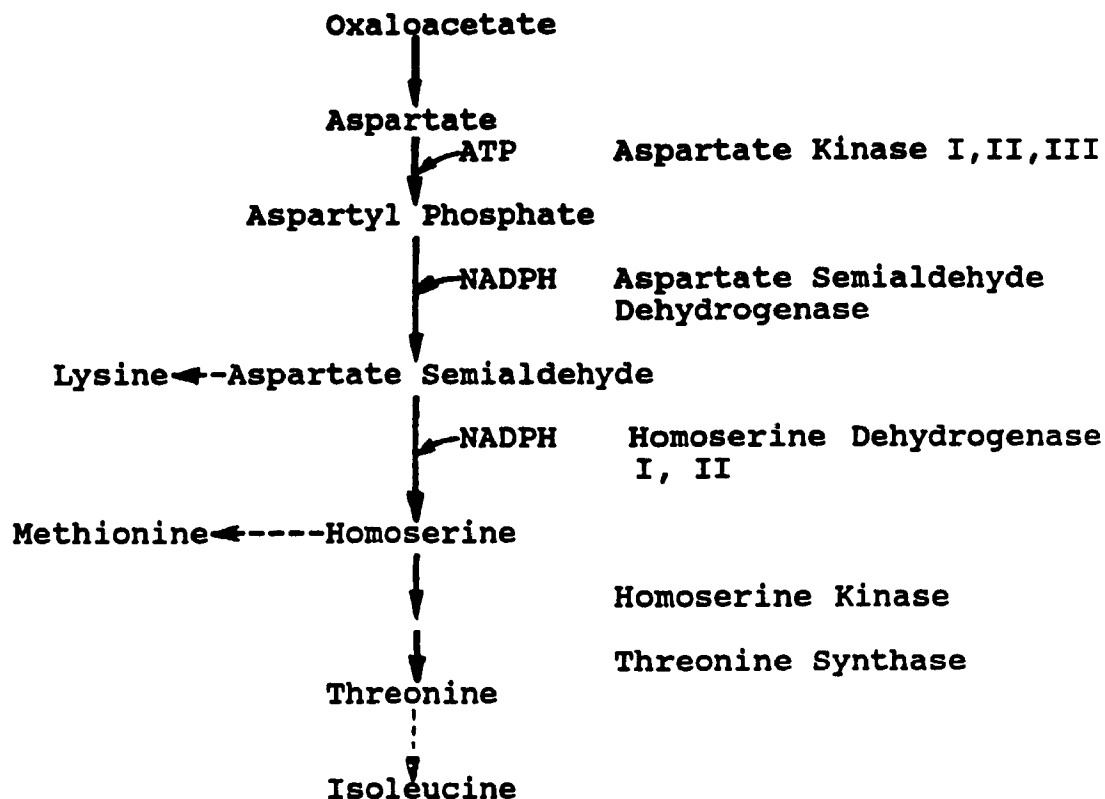 Oxaloacetate
Aspartate
ATP Aspartate Kinase I,II,III
Aspartyl Phosphate
NADPH Aspartate Semialdehyde
Dehydrogenase
Lysine Aspartate Semialdehyde
NADPH Homoserine Dehydrogenase
I, II
Methionine Homoserine
Homoserine Kinase
Threonine Synthase
Threonine
Isoleucine